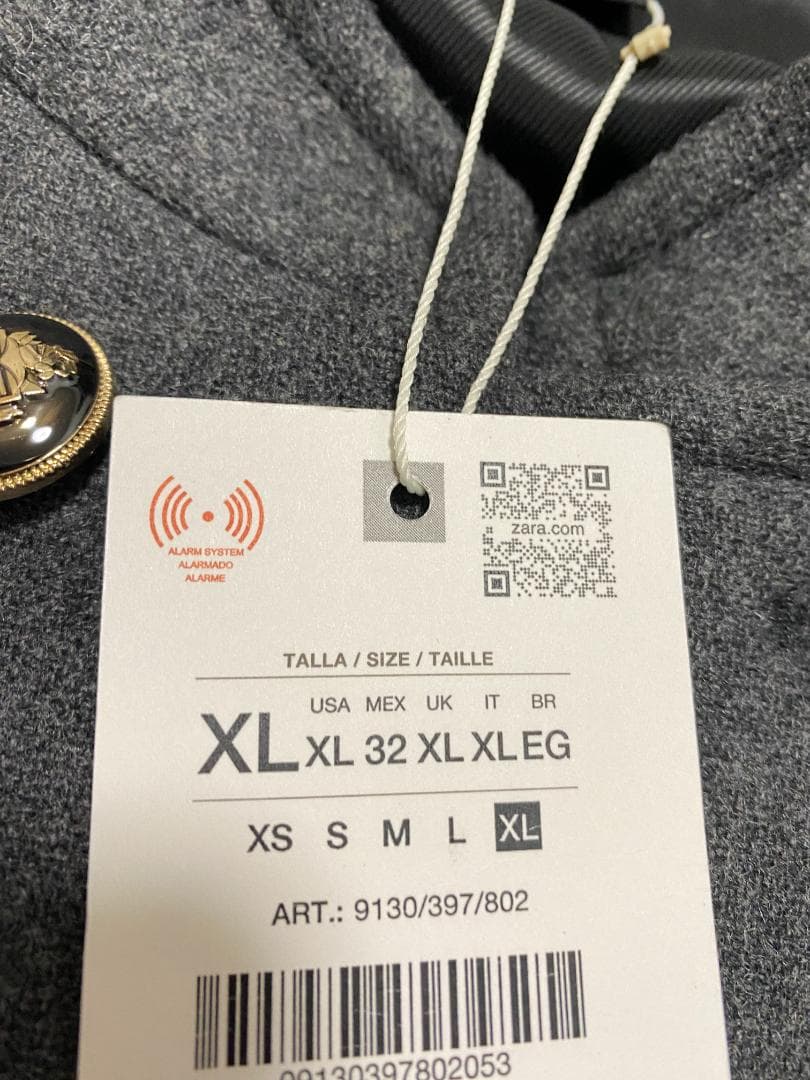 ALARM SYSTEM
ALARMADO
ALARME
zara.com
TALLA / SIZE / TAILLE
USA MEX UK IT BR
XL XL 32 XL XL EG
XS S M L XL
ART.: 9130/397/802
09130397802053